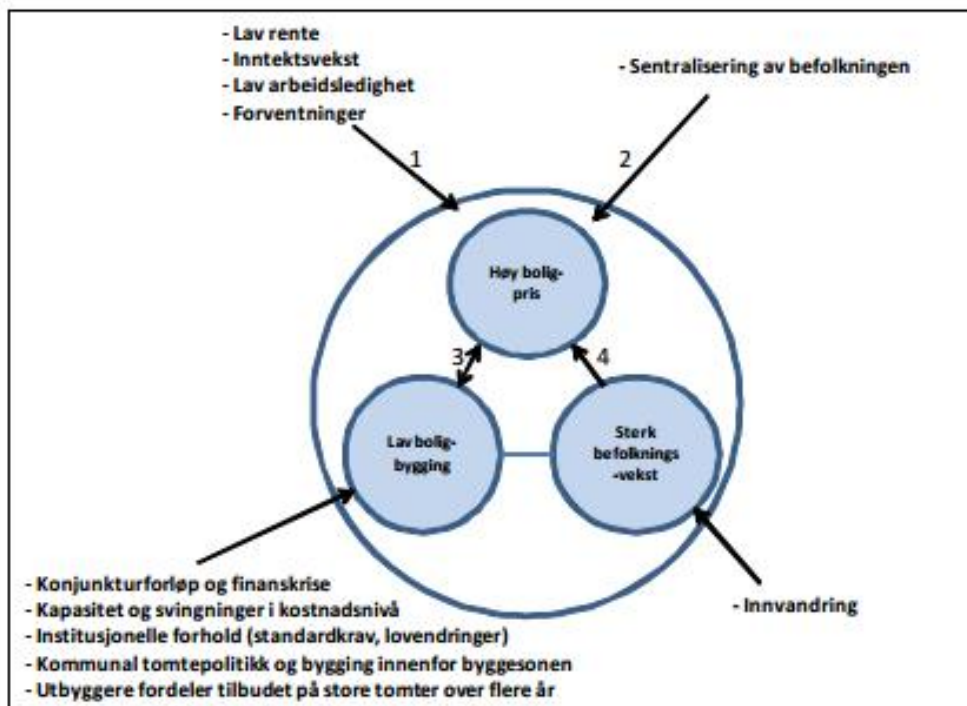 - Lav rente
- Inntektsvekst
- Lav arbeidsledighet
- Forventninger
- Sentralisering av befolkningen
1
2
Høy bolig-
pris
3
4
Lav bolig-
bygging
Sterk
befolknings
-vekst
- Konjunkturforløp og finanskrise
- Kapasitet og svingninger i kostnadsnivå
- Institusjonelle forhold (standardkrav, lovendringer)
- Kommunal tomtepolitikk og bygging innenfor byggesonen
- Utbyggere fordeler tilbudet på store tomter over flere år
- Innvandring